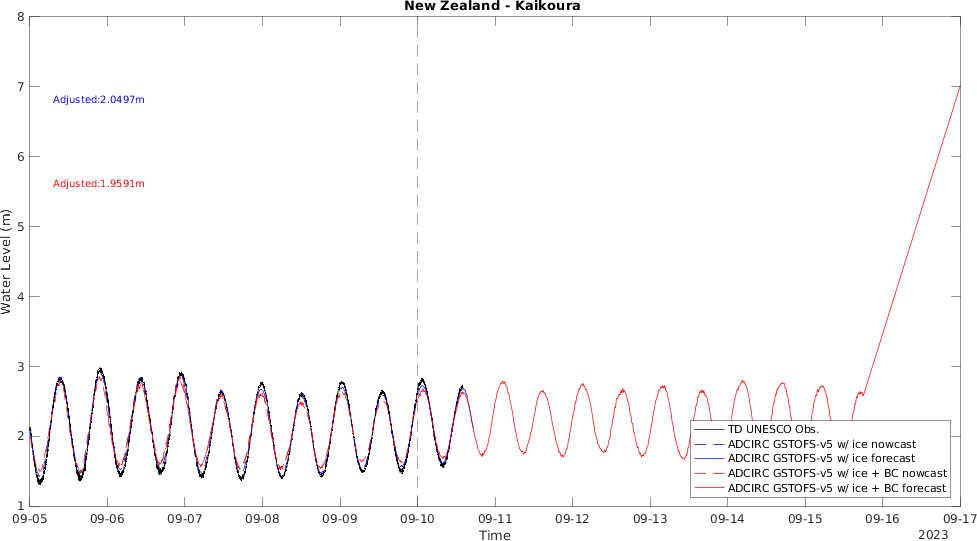 New Zealand - Kaikoura
8
7
6
5
4
3
2
1
Water Level (m)
Adjusted:2.0497m
Adjusted:1.9591m
TD UNESCO Obs.
ADCIRC GSTOFS-v5 w/ ice nowcast
ADCIRC GSTOFS-v5 w/ ice forecast
ADCIRC GSTOFS-v5 w/ ice + BC nowcast
ADCIRC GSTOFS-v5 w/ ice + BC forecast
09-05 09-06 09-07 09-08 09-09 09-10 09-11 09-12 09-13 09-14 09-15 09-16 09-17
Time
2023